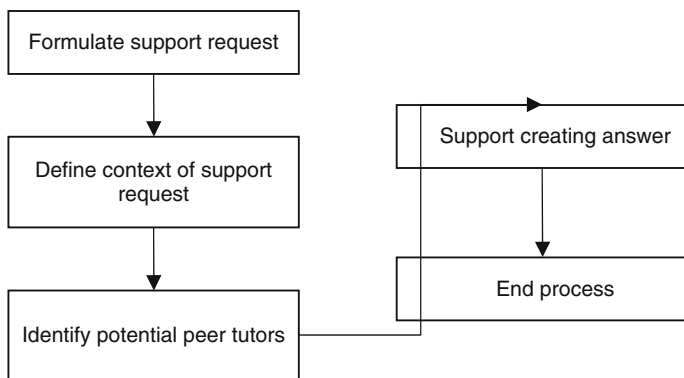 Formulate support request
Define context of support
request
Identify potential peer tutors
Support creating answer
End process